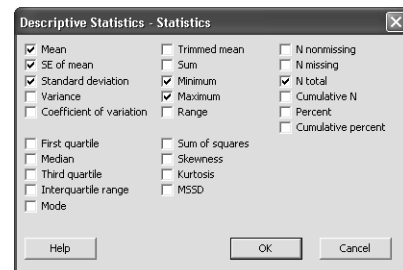 Descriptive Statistics - Statistics
Mean
SE of mean
Standard deviation
Variance
Coefficient of variation
First quartile
Median
Third quartile
Interquartile range
Mode
Trimmed mean
Sum
Minimum
Maximum
Range
Sum of squares
Skewness
Kurtosis
MSSD
N nonmissing
N missing
N total
Cumulative N
Percent
Cumulative percent
Help
OK
Cancel